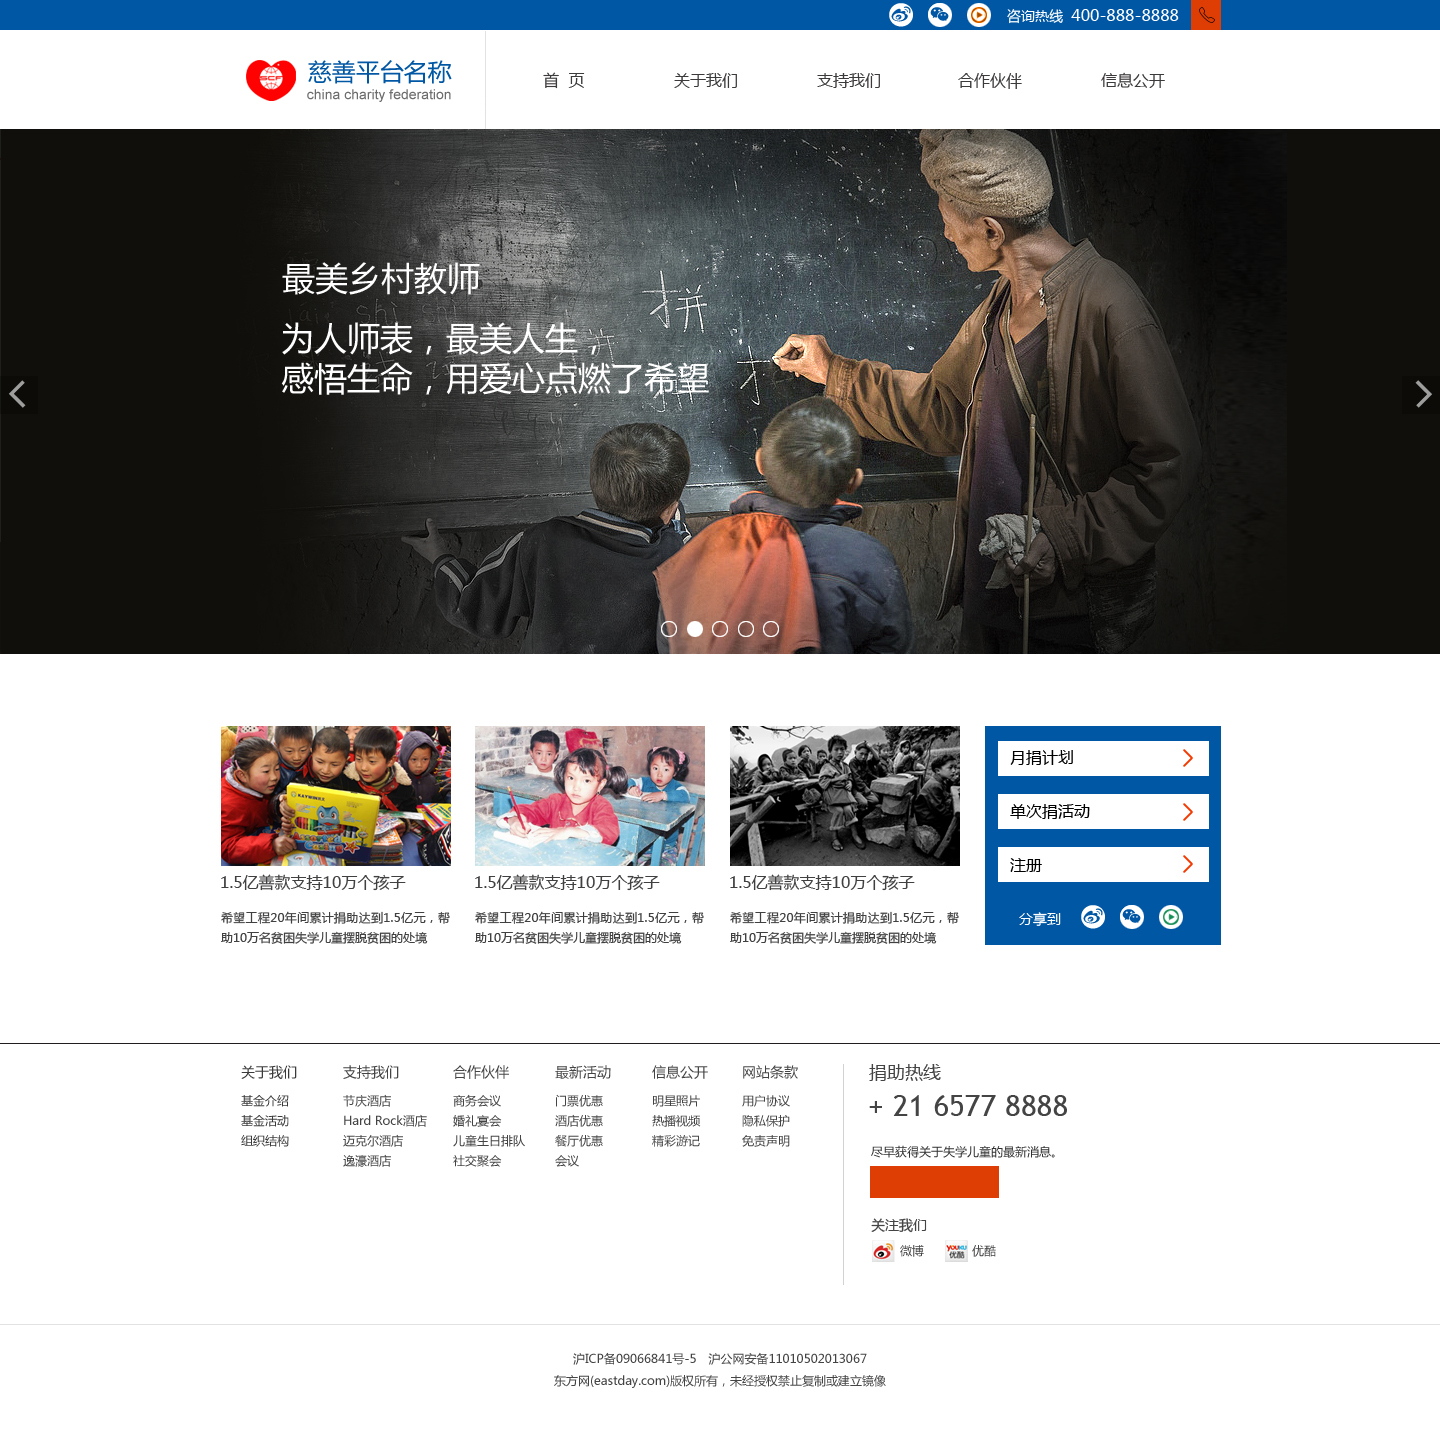 咨询热线 400-888-8888
SCF
慈善平台名称
china charity federation
首 页
关于我们
支持我们
合作伙伴
信息公开
最美乡村教师
为人师表，最美人生，
感悟生命，用爱心点燃了希望
拼
1.5亿善款支持10万个孩子
希望工程20年间累计捐助达到1.5亿元，帮
助10万名贫困失学儿童摆脱贫困的处境
1.5亿善款支持10万个孩子
希望工程20年间累计捐助达到1.5亿元，帮
助10万名贫困失学儿童摆脱贫困的处境
1.5亿善款支持10万个孩子
希望工程20年间累计捐助达到1.5亿元，帮
助10万名贫困失学儿童摆脱贫困的处境
月捐计划
单次捐活动
注册
分享到
关于我们
基金介绍
基金活动
组织结构
支持我们
节庆酒店
Hard Rock酒店
迈克尔酒店
逸濠酒店
合作伙伴
商务会议
婚礼宴会
儿童生日排队
社交聚会
最新活动
门票优惠
酒店优惠
餐厅优惠
会议
信息公开
明星照片
热播视频
精彩游记
网站条款
用户协议
隐私保护
免责声明
捐助热线
+ 21 6577 8888
尽早获得关于失学儿童的最新消息。
关注我们
微博
YOUKU
优酷
优酷
沪ICP备09066841号-5 沪公网安备11010502013067
东方网(eastday.com)版权所有，未经授权禁止复制或建立镜像